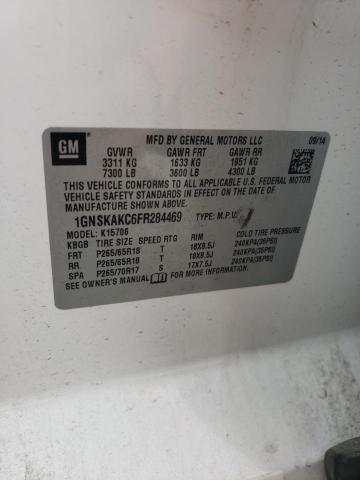 GM
MFD BY GENERAL MOTORS LLC
09/14
GVWR GAWR FRT GAWR RR
3311 KG 1633 KG 1951 KG
7300 LB 3600 LB 4300 LB
THIS VEHICLE CONFORMS TO ALL APPLICABLE U.S. FEDERAL
MOTOR VEHICLE SAFETY
STANDARDS IN EFFECT ON THE DATE OF
MANUFACTURE SHOWN ABOVE.
1GNSKAKC6FR284469 TYPE: M.P.V.
MODEL: K15706
KBGB TIRE SIZE SPEED RTG RIM COLD TIRE PRESSURE
FRT P265/65R18 T 18X8.5J 240KPA(35PSI)
RR P265/65R18 T 18X8.5J 240KPA(35PSI)
SPA P265/70R17 S 17X7.5J 240KPA(35PSI)
SEE OWNER'S MANUAL